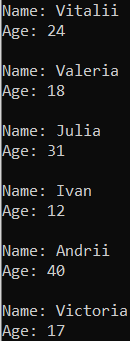 Name: Vitalii
Age: 24
Name: Valeria
Age: 18
Name: Julia
Age: 31
Name: Ivan
Age: 12
Name: Andrii
Age: 40
Name: Victoria
Age: 17